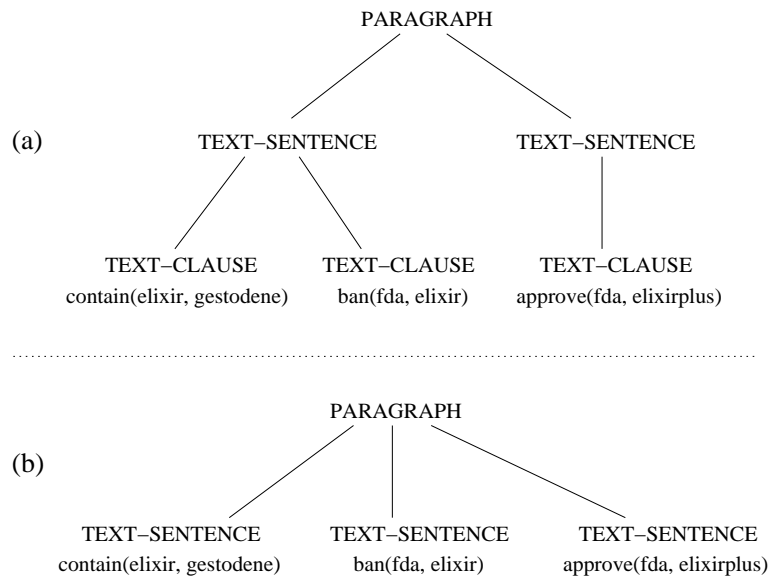 PARAGRAPH
(a)
TEXT–SENTENCE TEXT–SENTENCE
TEXT–CLAUSE TEXT–CLAUSE TEXT–CLAUSE
contain(elixir, gestodene) ban(fda, elixir) approve(fda, elixirplus)
PARAGRAPH
(b)
TEXT–SENTENCE TEXT–SENTENCE TEXT–SENTENCE
contain(elixir, gestodene) ban(fda, elixir) approve(fda, elixirplus)